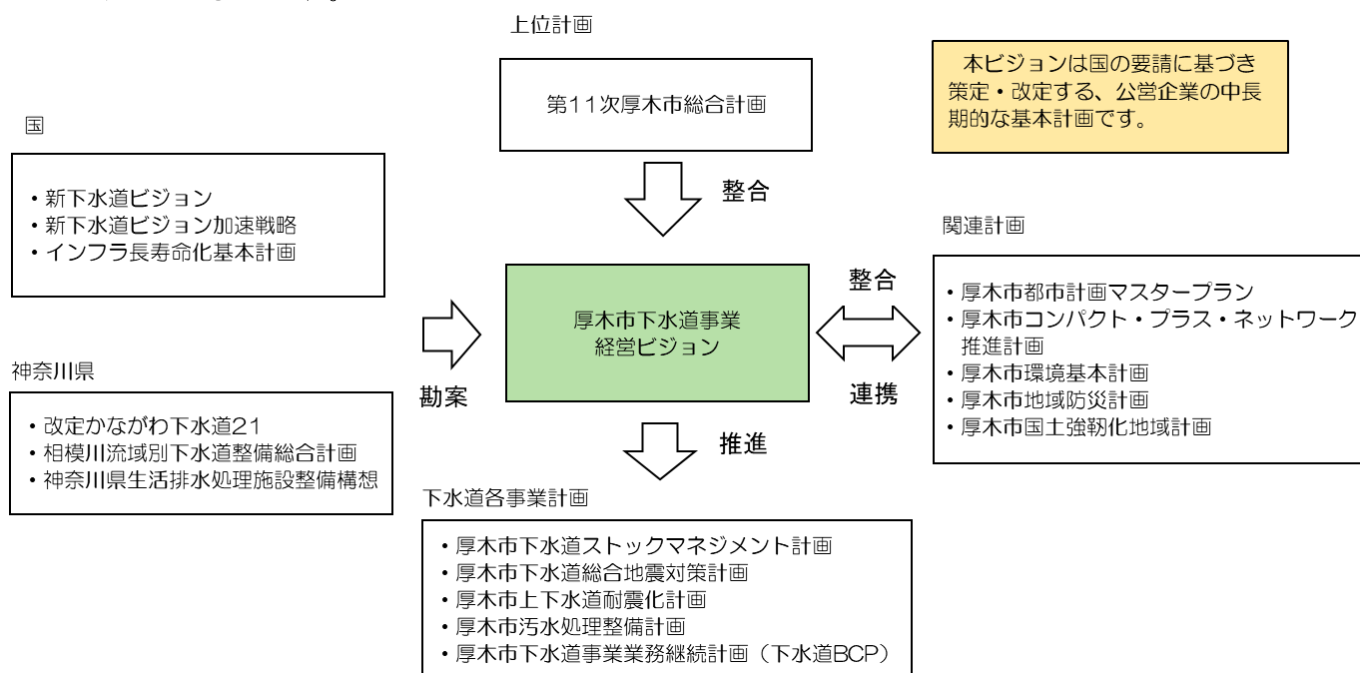 上位計画
第11次厚木市総合計画
本ビジョンは国の要請に基づき
策定・改定する、公営企業の中長
期的な基本計画です。
国
・新下水道ビジョン
・新下水道ビジョン加速戦略
・インフラ長寿命化基本計画
整合
関連計画
厚木市下水道事業
経営ビジョン
整合
連携
・厚木市都市計画マスタープラン
・厚木市コンパクト・プラス・ネットワーク
推進計画
・厚木市環境基本計画
・厚木市地域防災計画
・厚木市国土強靭化地域計画
勘案
神奈川県
・改定かながわ下水道21
・相模川流域別下水道整備総合計画
・神奈川県生活排水処理施設整備構想
推進
下水道各事業計画
・厚木市下水道ストックマネジメント計画
・厚木市下水道総合地震対策計画
・厚木市上下水道耐震化計画
・厚木市汚水処理整備計画
・厚木市下水道事業業務継続計画（下水道BCP）